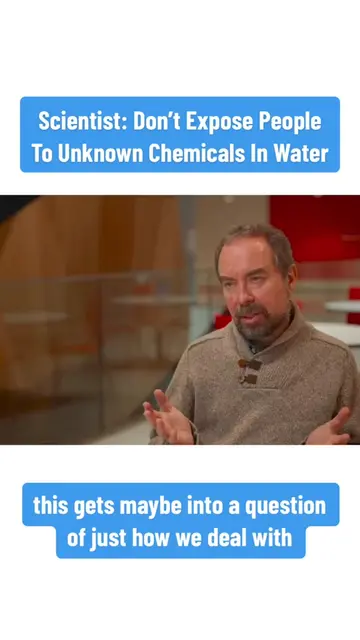 Scientist: Don’t Expose People
To Unknown Chemicals In Water
this gets maybe into a question
of just how we deal with